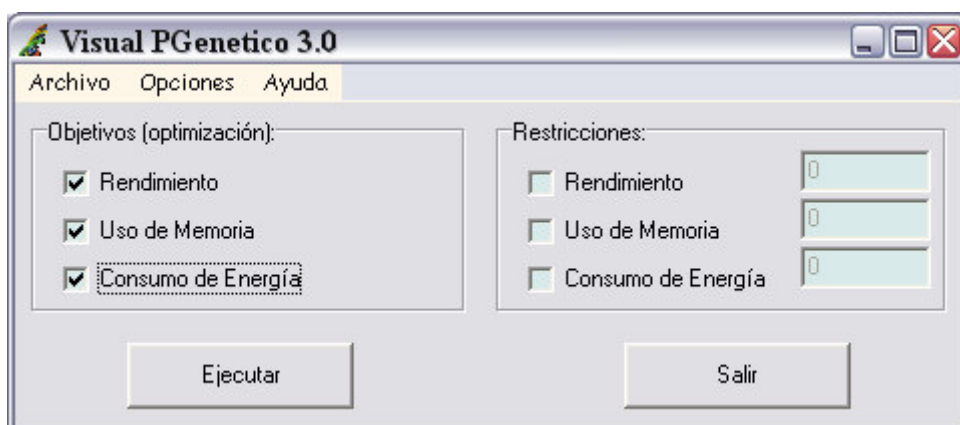 Visual PGenetico 3.0
Archivo Opciones Ayuda
Objetivos (optimización):
Rendimiento
Uso de Memoria
Consumo de Energía
Restricciones:
Rendimiento 0
Uso de Memoria 0
Consumo de Energía 0
Ejecutar Salir